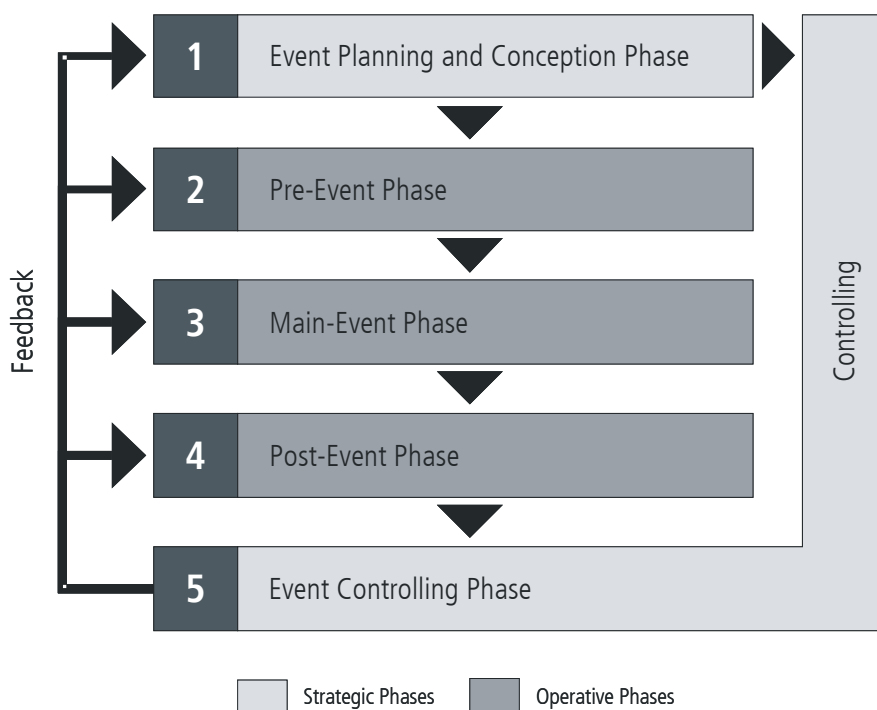 1 Event Planning and Conception Phase
2 Pre-Event Phase
3 Main-Event Phase
4 Post-Event Phase
5 Event Controlling Phase
Feedback
Controlling
Strategic Phases
Operative Phases